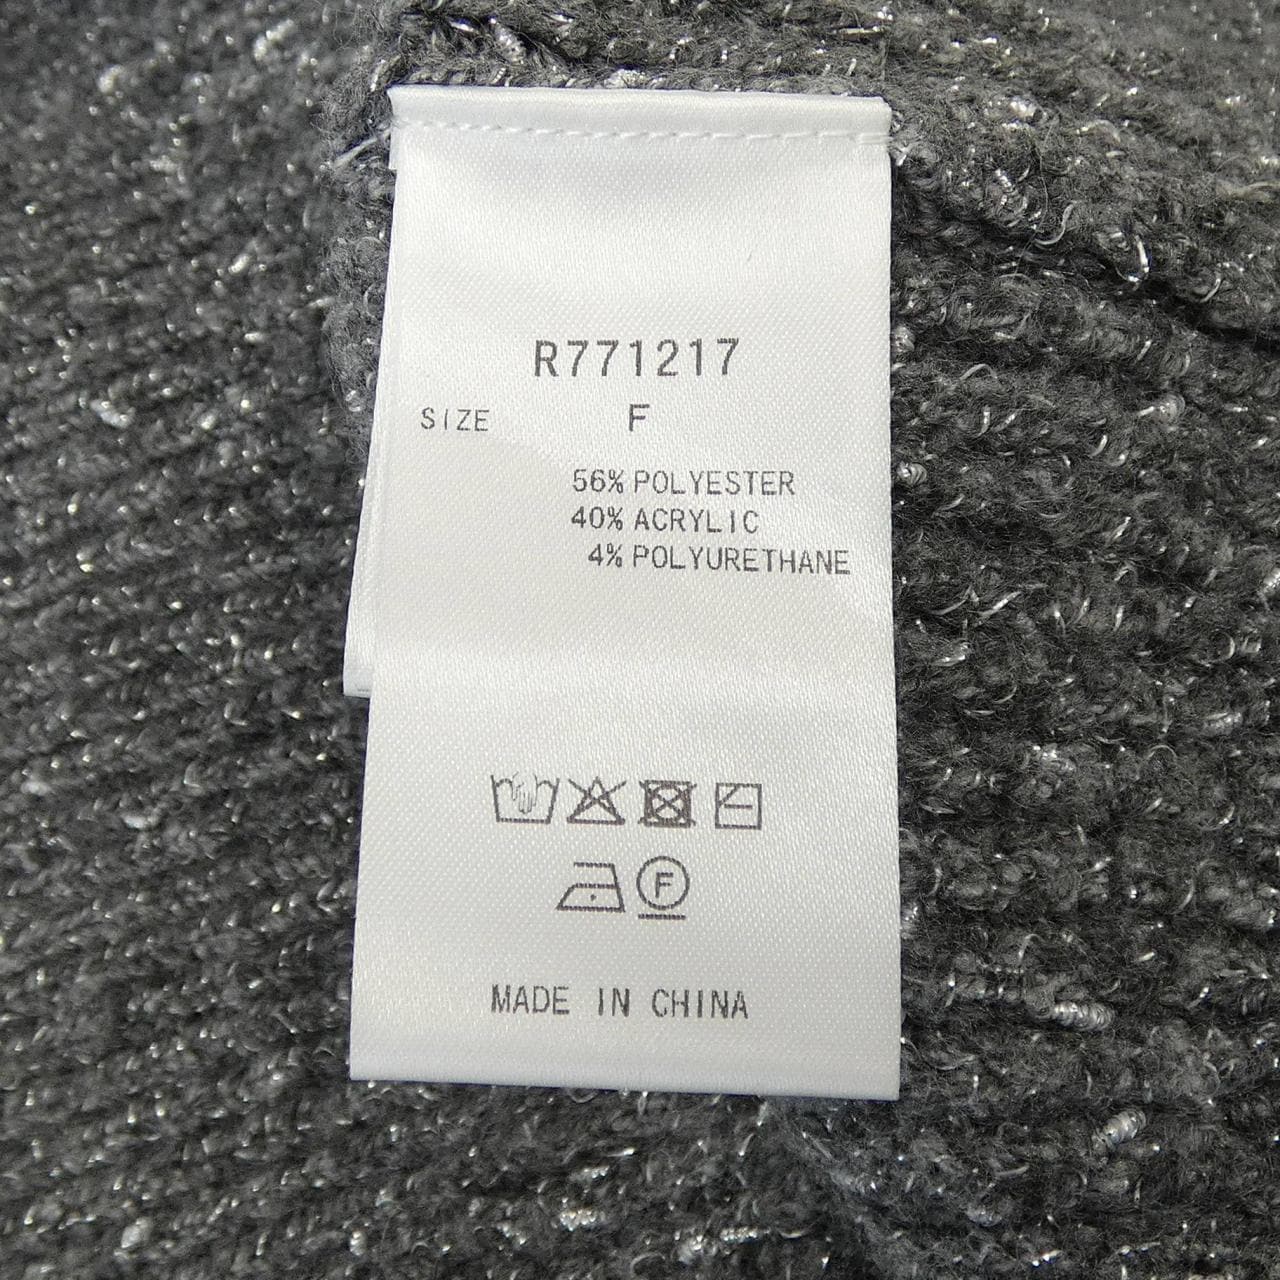 R771217
SIZE F
56% POLYESTER
40% ACRYLIC
4% POLYURETHANE
F
MADE IN CHINA